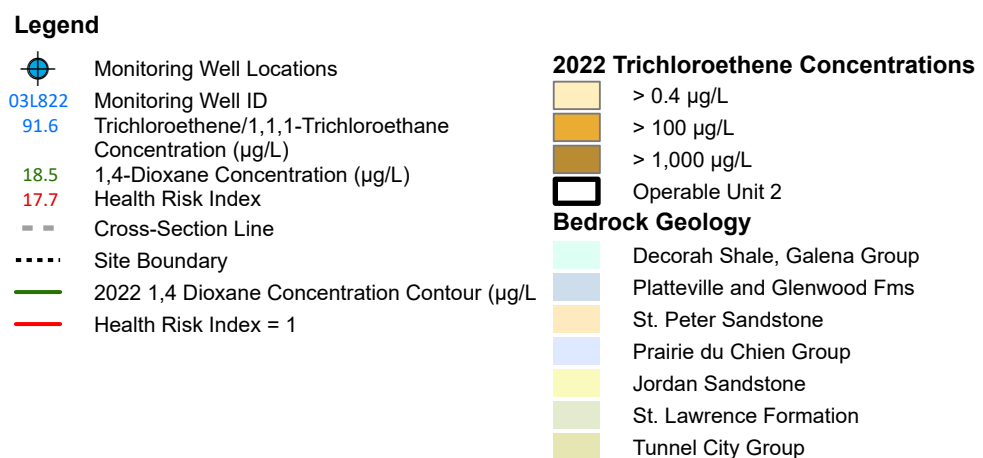 Legend
Monitoring Well Locations
03L822 Monitoring Well ID
91.6 Trichloroethene/1,1,1-Trichloroethane
Concentration (µg/L)
18.5 1,4-Dioxane Concentration (µg/L)
17.7 Health Risk Index
Cross-Section Line
Site Boundary
2022 1,4 Dioxane Concentration Contour (µg/L
Health Risk Index = 1
2022 Trichloroethene Concentrations
> 0.4 µg/L
> 100 µg/L
> 1,000 µg/L
Operable Unit 2
Bedrock Geology
Decorah Shale, Galena Group
Platteville and Glenwood Fms
St. Peter Sandstone
Prairie du Chien Group
Jordan Sandstone
St. Lawrence Formation
Tunnel City Group